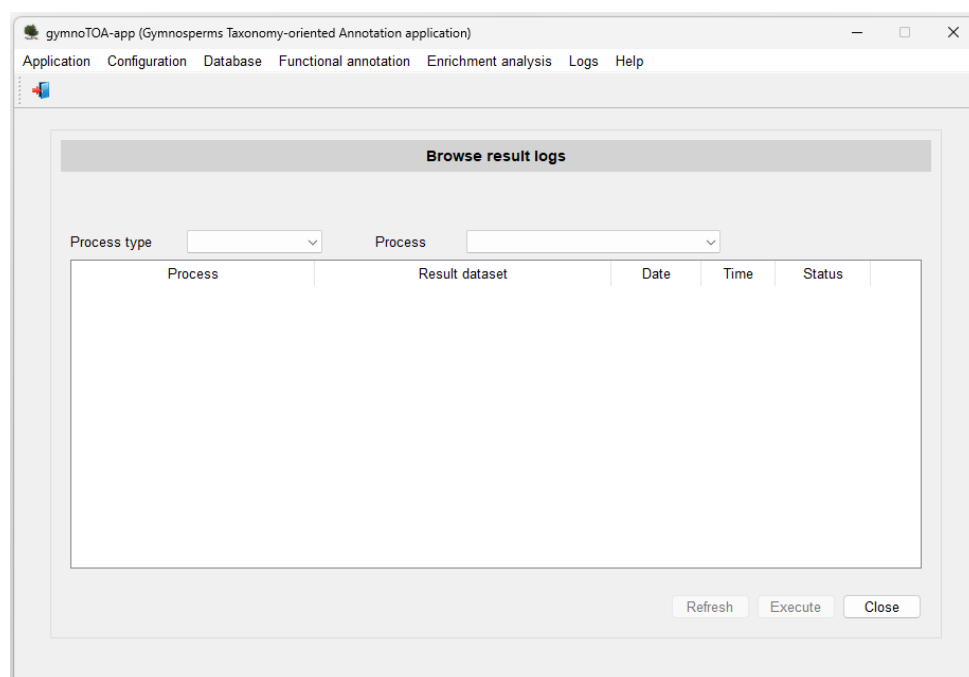 gymnoTOA-app (Gymnosperms Taxonomy-oriented Annotation application)
Application Configuration Database Functional annotation Enrichment analysis Logs Help
Browse result logs
Process type Process
Process Result dataset Date Time Status
Refresh Execute Close